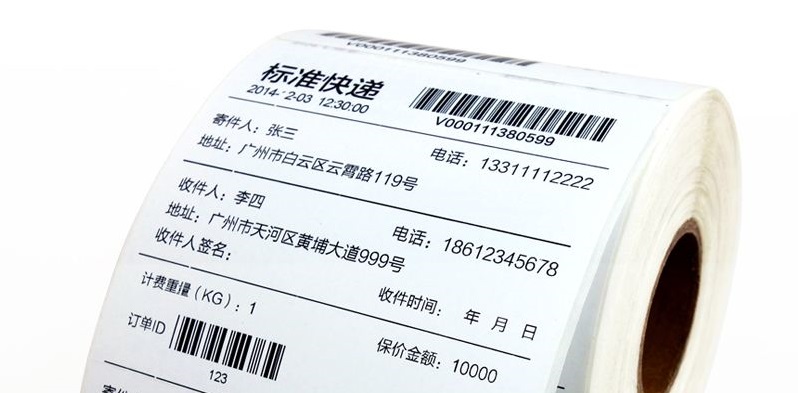 V000111380599
标准快递
2014-12-03 12:30:00
V000111380599
寄件人：张三
电话：13311112222
地址：广州市白云区云霄路119号
收件人：李四
电话：18612345678
地址：广州市天河区黄埔大道999号
收件人签名：
收件时间： 年 月 日
计费重量（KG）：1
订单ID
123
保价金额：10000